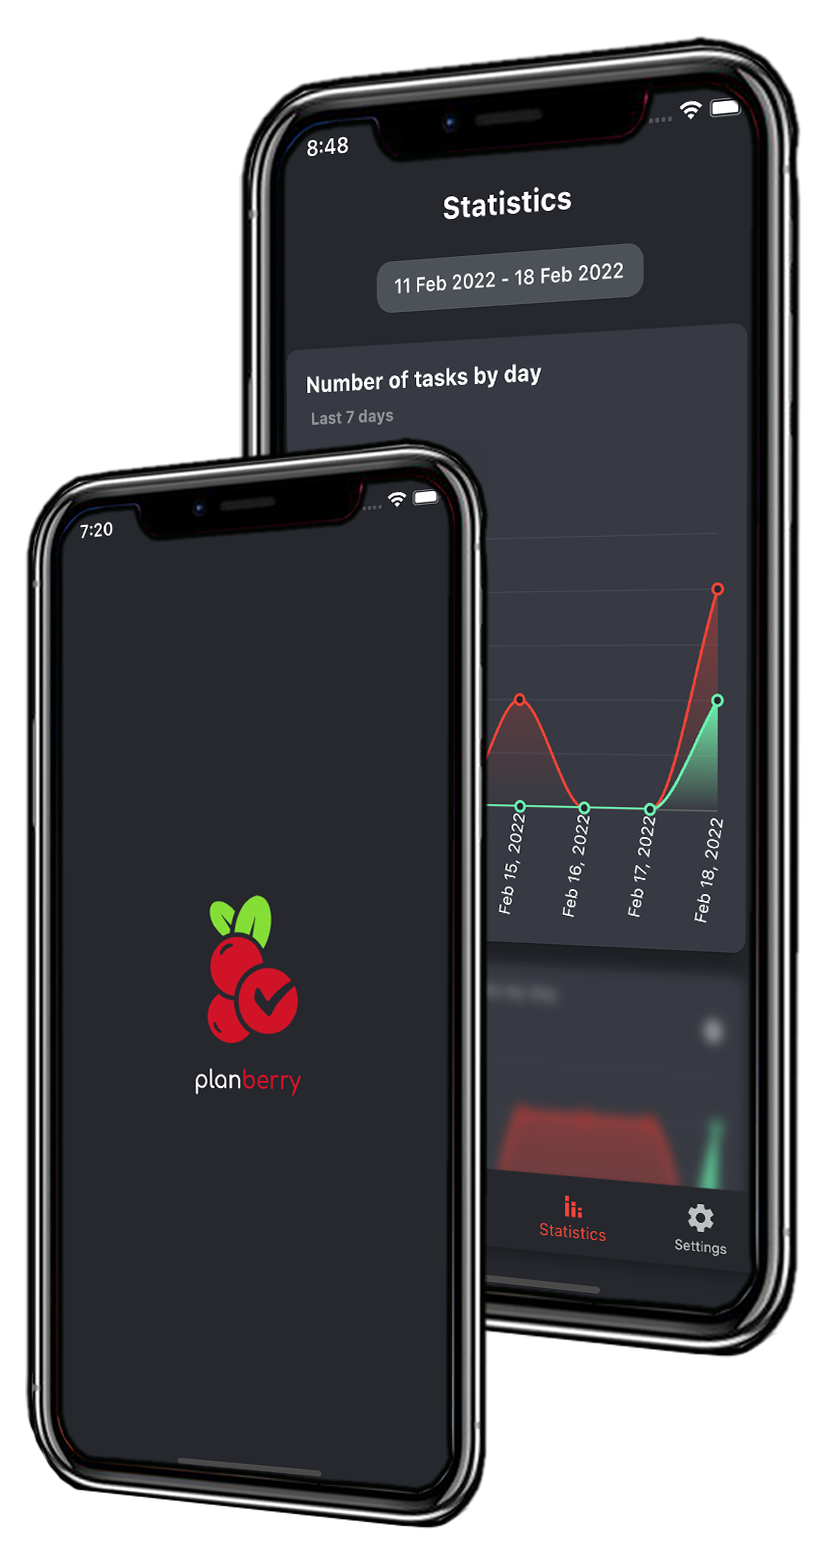 8:48
Statistics
11 Feb 2022 - 18 Feb 2022
Number of tasks by day
Last 7 days
Feb 15, 2022
Feb 16, 2022
Feb 17, 2022
Feb 18, 2022
Statistics
Settings
7:20
planberry